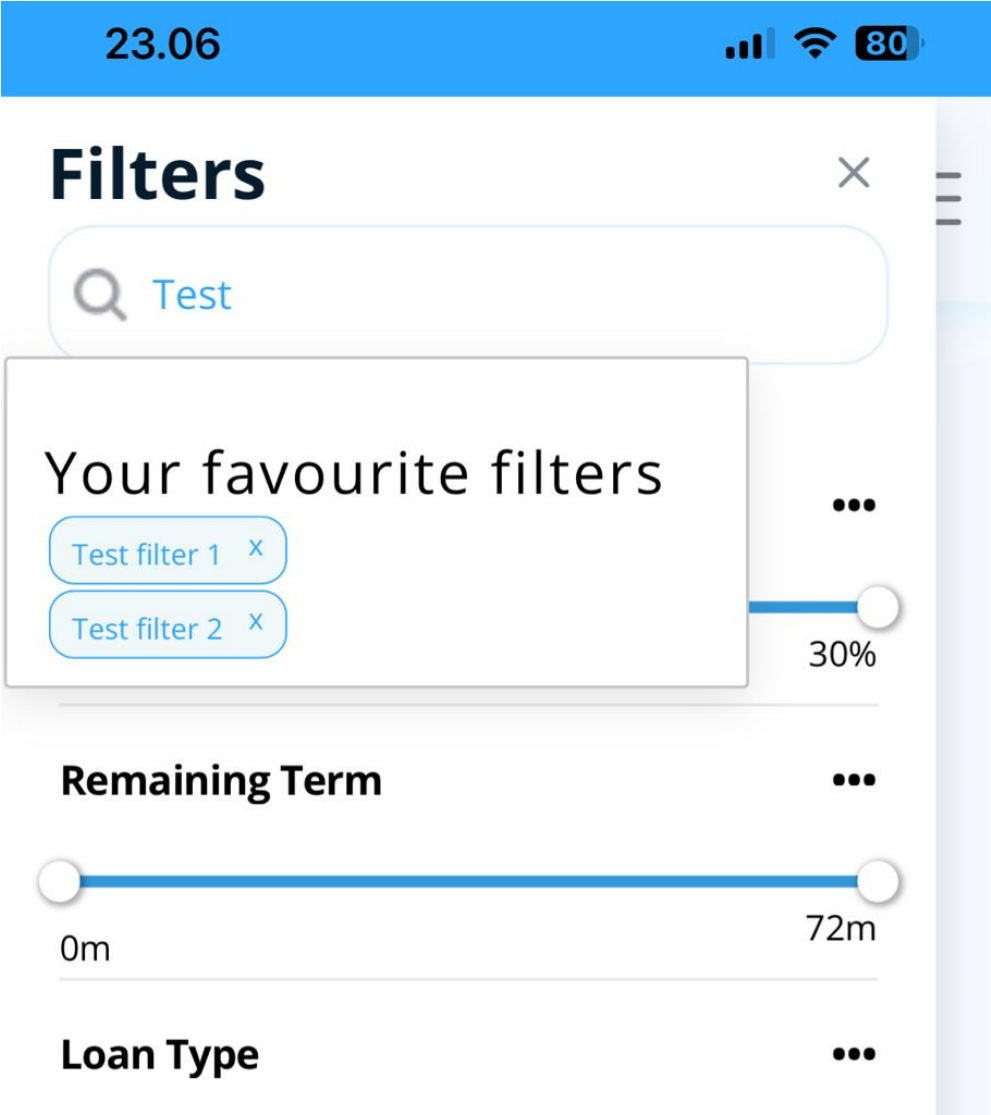 23.06
80
Filters
Test
Your favourite filters
Test filter 1 x
Test filter 2 x
30%
Remaining Term
0m
72m
Loan Type